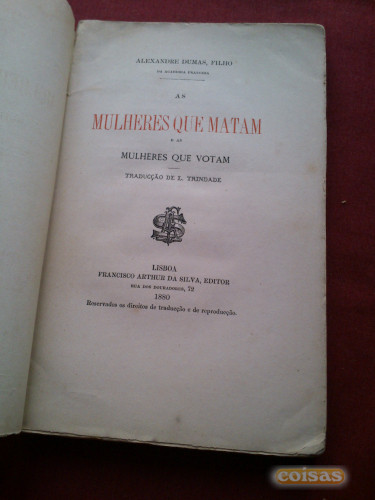 ALEXANDRE DUMAS, FILHO
DA ACADEMIA FRANCEZA
AS
MULHERES QUE MATAM
E AS
MULHERES QUE VOTAM
TRADUCÇÃO DE L. TRINDADE
LISBOA
FRANCISCO ARTHUR DA SILVA, EDITOR
RUA DOS DOURADORES, 72
1880
Reservados os direitos de traducção e de reproducção.
coisas